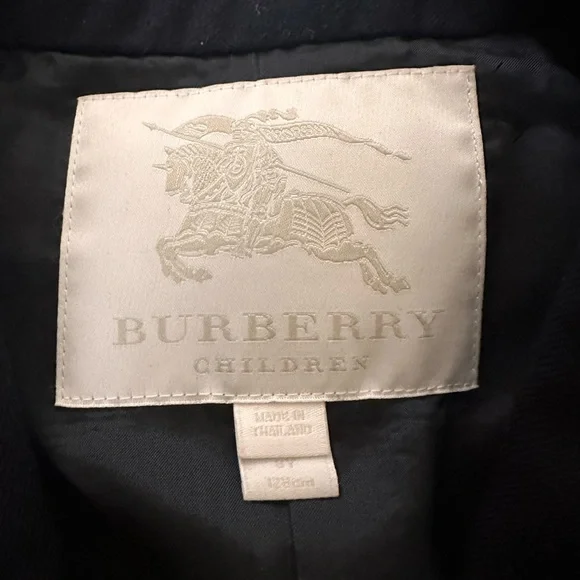 BURBERRY
CHILDREN
MADE IN
THAILAND
8Y
128cm